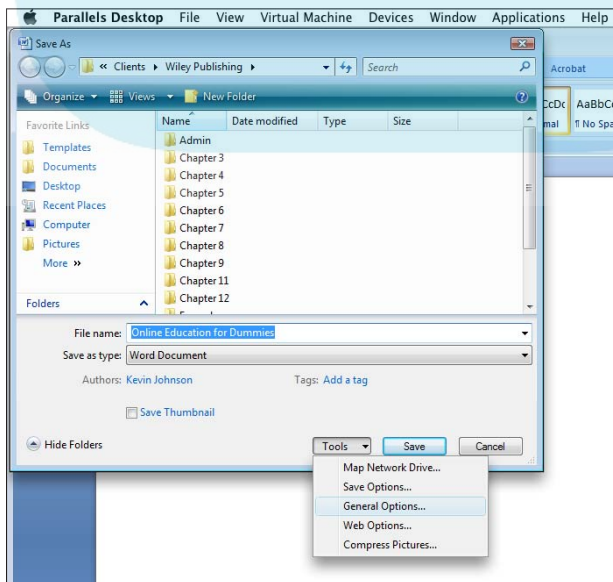 Parallels Desktop File View Virtual Machine Devices Window Applications Help
Save As
« Clients Wiley Publishing Search
Acrobat
Organize Views New Folder
Favorite Links
Templates
Documents
Desktop
Recent Places
Computer
Pictures
More »
Folders
Name Date modified Type Size
Admin
Chapter 3
Chapter 4
Chapter 5
Chapter 6
Chapter 7
Chapter 8
Chapter 9
Chapter 11
Chapter 12
AaBbCc
¶ No Spa
File name: Online Education for Dummies
Save as type: Word Document
Authors: Kevin Johnson Tags: Add a tag
Save Thumbnail
Hide Folders Tools Save Cancel
Map Network Drive...
Save Options...
General Options...
Web Options...
Compress Pictures...